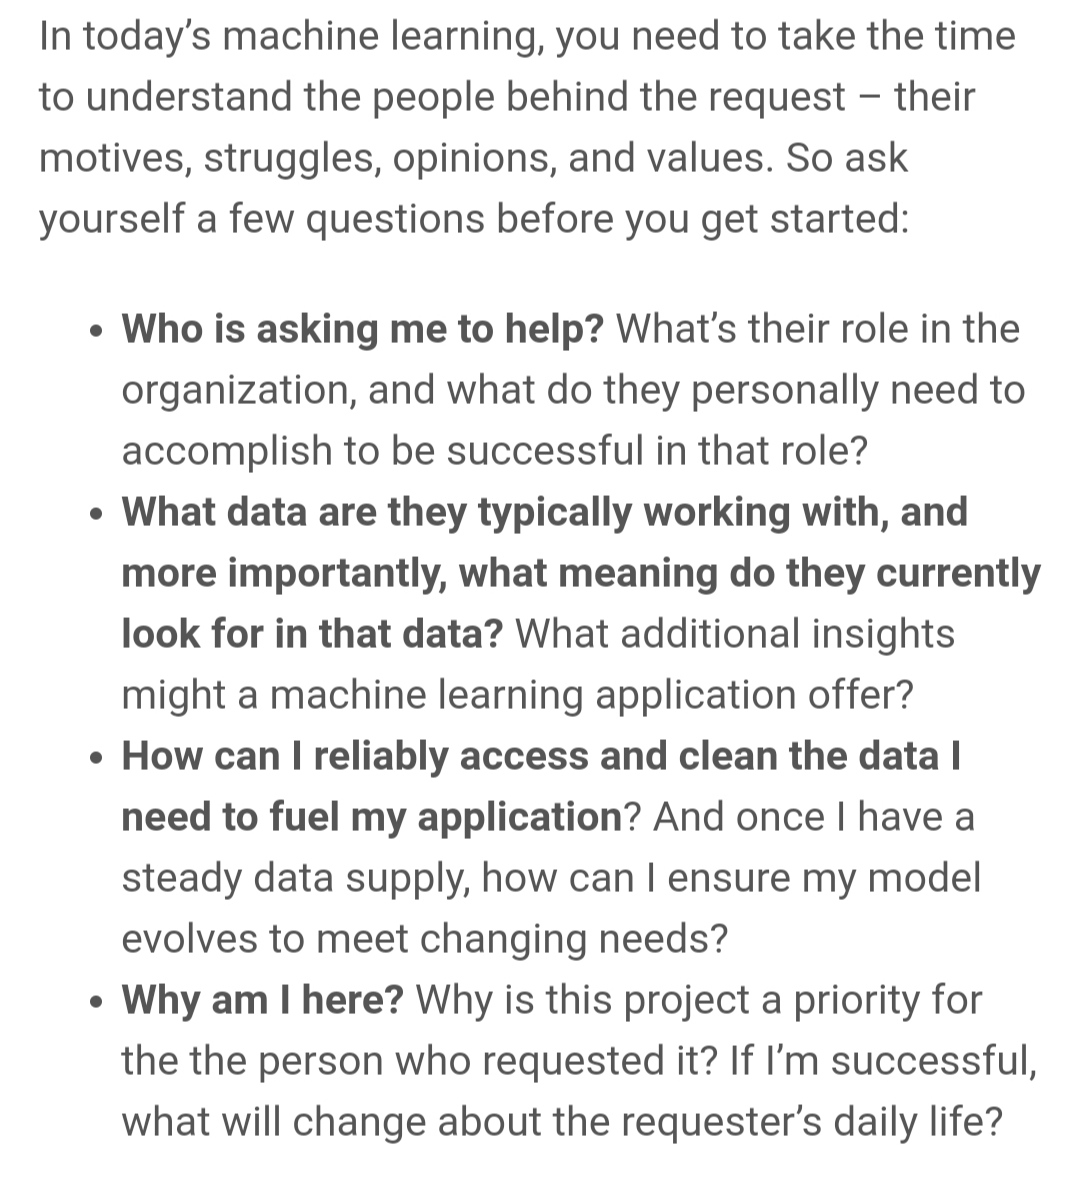 In today’s machine learning, you need to take the time
to understand the people behind the request – their
motives, struggles, opinions, and values. So ask
yourself a few questions before you get started:
• Who is asking me to help? What’s their role in the
organization, and what do they personally need to
accomplish to be successful in that role?
• What data are they typically working with, and
more importantly, what meaning do they currently
look for in that data? What additional insights
might a machine learning application offer?
• How can I reliably access and clean the data I
need to fuel my application? And once I have a
steady data supply, how can I ensure my model
evolves to meet changing needs?
• Why am I here? Why is this project a priority for
the the person who requested it? If I’m successful,
what will change about the requester’s daily life?